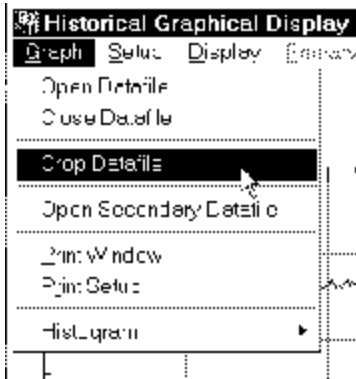 Historical Graphical Display
Graph Setup Display
Open Datafile
Close Datafile
Crop Datafile
Open Secondary Datafile
Print Window
Print Setup
Histogram